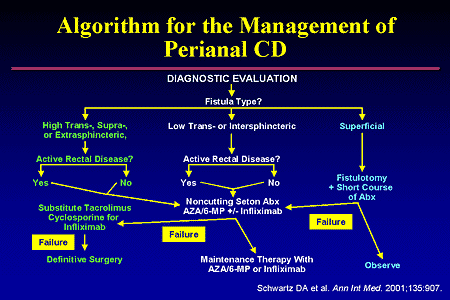 Algorithm for the Management of
Perianal CD
DIAGNOSTIC EVALUATION
Fistula Type?
High Trans-, Supra-,
or Extrasphincteric,
Low Trans- or Intersphincteric
Superficial
Active Rectal Disease?
Active Rectal Disease?
Yes
No
Yes
No
Fistulotomy
+ Short Course
of Abx
Substitute Tacrolimus
Cyclosporine for
Infliximab
Noncutting Seton Abx
AZA/6-MP +/- Infliximab
Failure
Failure
Failure
Definitive Surgery
Maintenance Therapy With
AZA/6-MP or Infliximab
Observe
Schwartz DA et al. Ann Int Med. 2001;135:907.